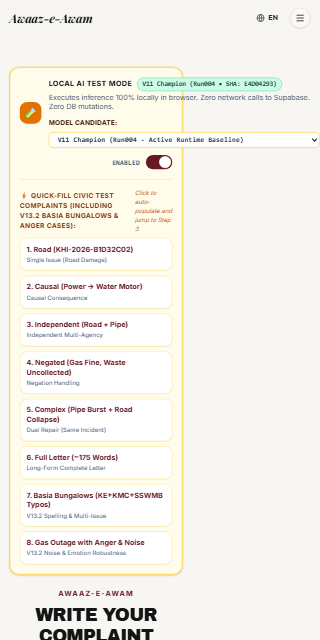 Awaaz-e-Awam
EN
LOCAL AI TEST MODE
V11 Champion (Run004 • SHA: E4D04293)
Executes inference 100% locally in browser. Zero network calls to Supabase.
Zero DB mutations.
MODEL CANDIDATE:
V11 Champion (Run004 - Active Runtime Baseline)
ENABLED
QUICK-FILL CIVIC TEST
COMPLAINTS (INCLUDING
V13.2 BASIA BUNGALOWS &
ANGER CASES):
Click to
auto-
populate and
jump to Step
3
1. Road (KHI-2026-B1D32C02)
Single Issue (Road Damage)
2. Causal (Power → Water Motor)
Causal Consequence
3. Independent (Road + Pipe)
Independent Multi-Agency
4. Negated (Gas Fine, Waste
Uncollected)
Negation Handling
5. Complex (Pipe Burst + Road
Collapse)
Dual Repair (Same Incident)
6. Full Letter (~175 Words)
Long-Form Complete Letter
7. Basia Bungalows (KE+KMC+SSWMB
Typos)
V13.2 Spelling & Multi-Issue
8. Gas Outage with Anger & Noise
V13.2 Noise & Emotion Robustness
AWAAZ-E-AWAM
WRITE YOUR
COMPLAINT